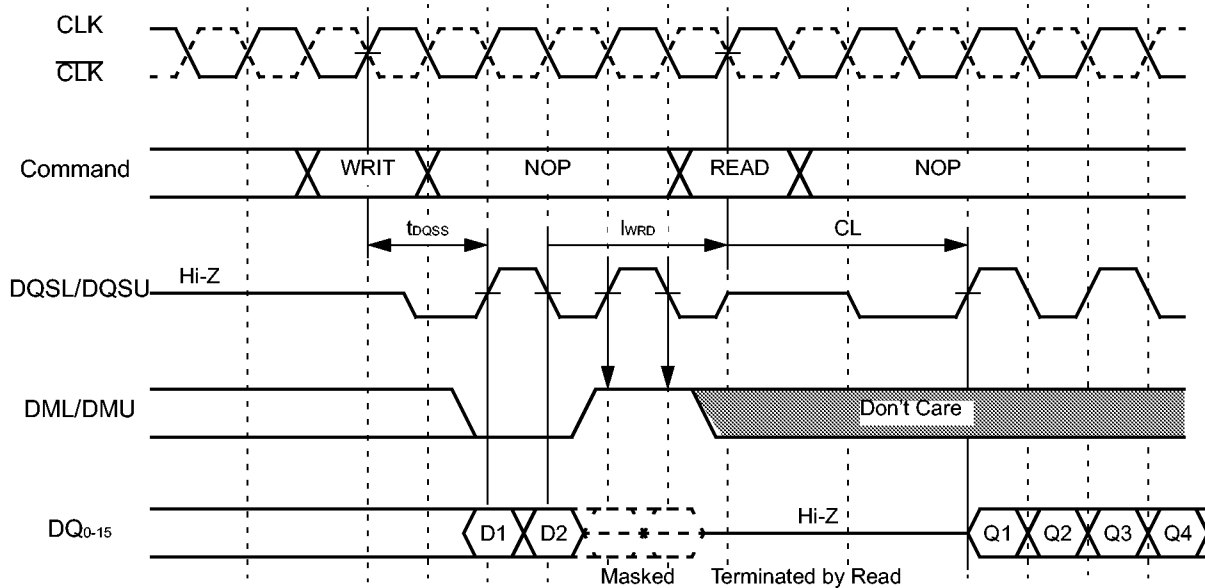 CLK
CLK
Command WRIT NOP READ NOP
tDQSS lWRD CL
DQSL/DQSU Hi-Z
DML/DMU Don't Care
DQ0-15 D1 D2 Hi-Z Q1 Q2 Q3 Q4
Masked Terminated by Read